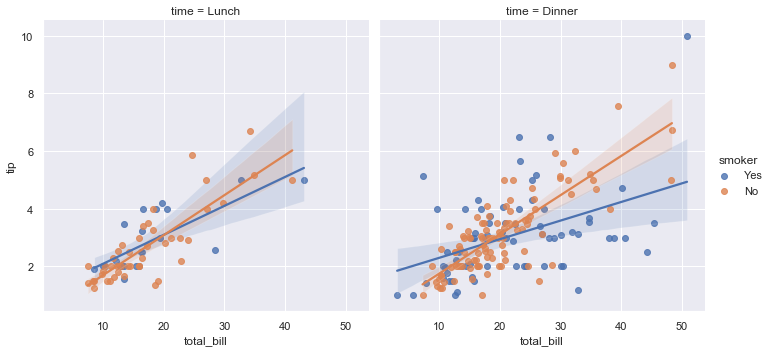 time = Lunch
time = Dinner
10
8
6
4
2
tip
10
20
30
40
50
total_bill
10
20
30
40
50
total_bill
smoker
Yes
No